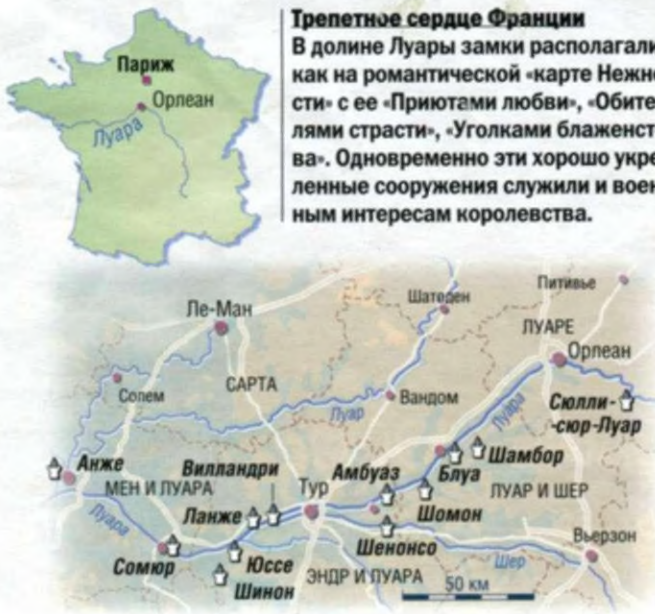 Трепетное сердце Франции
В долине Луары замки располагали
как на романтической «карте Нежно
сти» с ее «Приютами любви», «Обите
лями страсти», «Уголками блаженст
ва». Одновременно эти хорошо укре
ленные сооружения служили и воен
ным интересам королевства.
Париж
Орлеан
Луара
Ле-Ман
Шатоден
Питивье
ЛУАРЕ
Орлеан
Солем
САРТА
Вандом
Луар
Луара
Сюлли-
-сюр-Луар
Анже
Вилландри
Амбуаз
Шамбор
Блуа
МЕН И ЛУАРА
Тур
ЛУАР И ШЕР
Ланже
Шомон
Луара
Шенонсо
Вьерзон
Сомюр
Юссе
Шер
Шинон
ЭНДР И ЛУАРА
50 км